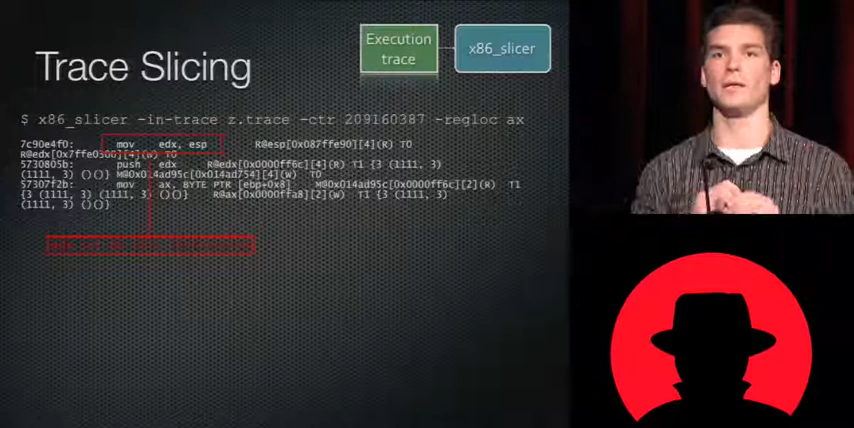 Execution
trace
x86_slicer
Trace Slicing
$ x86_slicer -in-trace z.trace -ctr 209160387 -regloc ax
7c90e4f0: mov edx, esp R@esp[0x087ffe90][4](R) T0
R@edx[0x7ffe0300][4](W) T0
5730805b: push edx R@edx[0x0000ff6c][4](R) T1 {3 (1111, 3)
(1111, 3) ()()} M@0x014ad95c[0x014ad754][4](W) T0
57307f2b: mov ax, BYTE PTR [ebp+0x8] M@0x014ad95c[0x0000ff6c][2](R) T1
{3 (1111, 3) (1111, 3) ()()} R@ax[0x0000ffa8][2](W) T1 {3 (1111, 3)
(1111, 3) ()()}